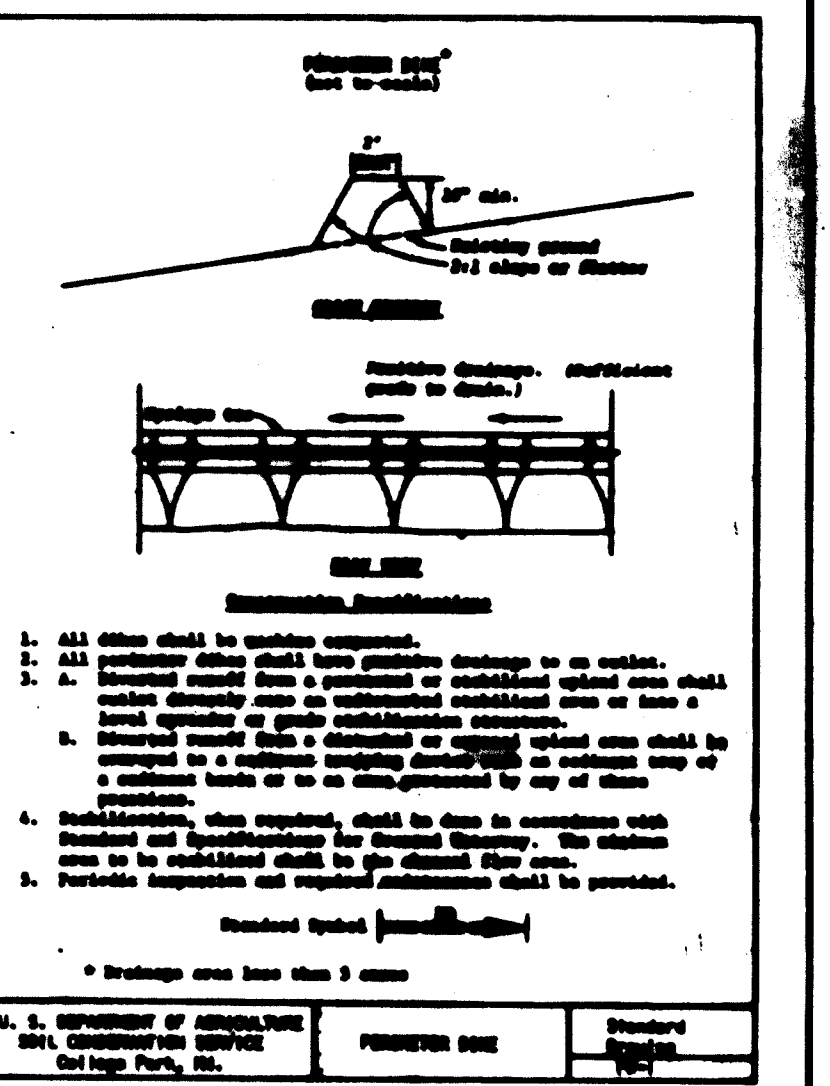 PERIMETER DIKE*
(not to scale)
2'
18" min.
Existing ground
2:1 slope or flatter
CROSS SECTION
Positive drainage. (Sufficient
grade to drain.)
Upslope toe
PLAN VIEW
Construction Specifications
1. All dikes shall be machine compacted.
2. All perimeter dikes shall have positive drainage to an outlet.
3. A. Diverted runoff from a protected or stabilized upland area shall
outlet directly onto an undisturbed stabilized area or into a
level spreader or grade stabilization structure.
B. Diverted runoff from a disturbed or exposed upland area shall be
conveyed to a sediment trapping device such as sediment trap or
a sediment basin or to an area protected by any of these
practices.
4. Stabilization, when required, shall be done in accordance with
Standard and Specifications for Grassed Waterway. The minimum
area to be stabilized shall be the channel flow area.
5. Periodic inspection and required maintenance shall be provided.
Standard Symbol
* Drainage area less than 5 acres
U. S. DEPARTMENT OF AGRICULTURE
SOIL CONSERVATION SERVICE
College Park, Md.
PERIMETER DIKE
Standard
Drawing